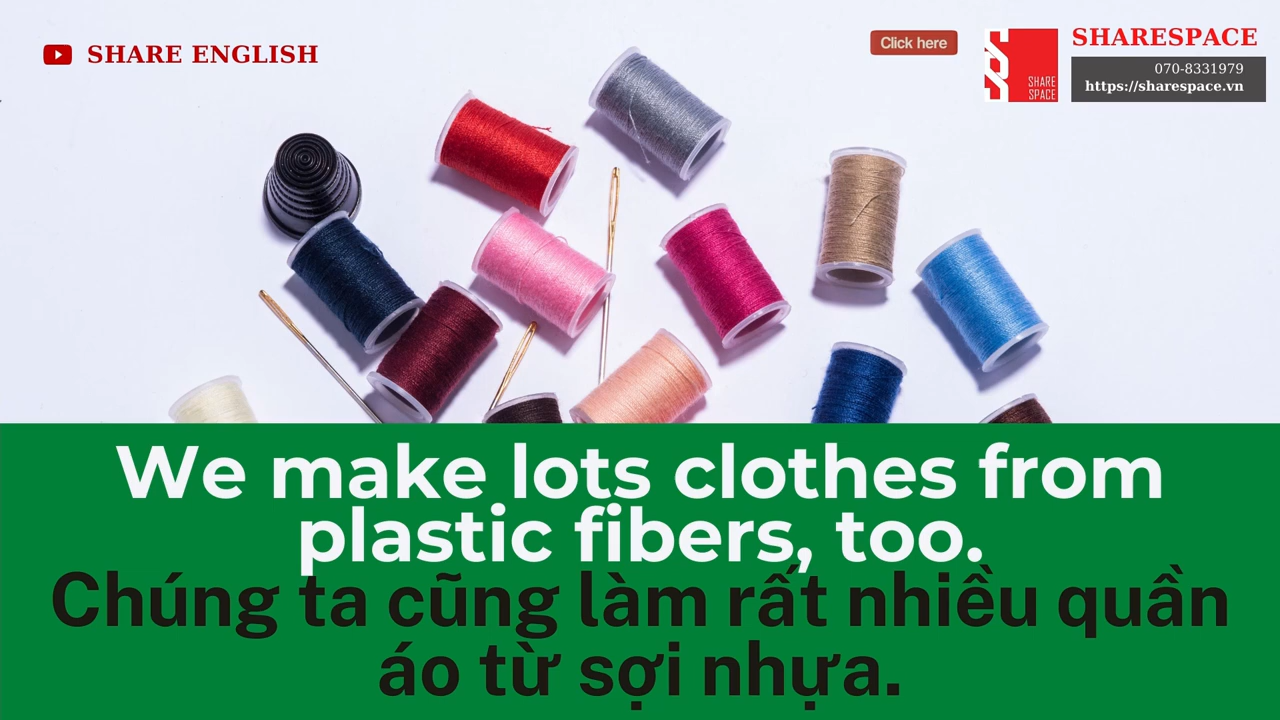 SHARE ENGLISH
Click here
SHARE
SPACE
SHARESPACE
070-8331979
https://sharespace.vn
We make lots clothes from
plastic fibers, too.
Chúng ta cũng làm rất nhiều quần
áo từ sợi nhựa.